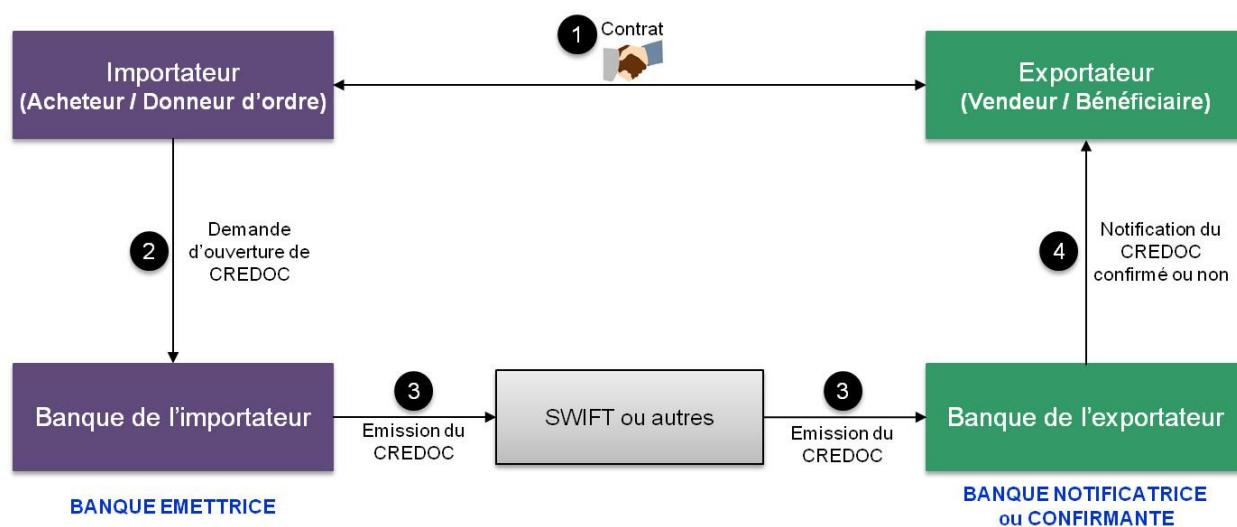 1
Contrat
Importateur
(Acheteur / Donneur d'ordre)
Exportateur
(Vendeur / Bénéficiaire)
2
Demande
d'ouverture de
CREDOC
4
Notification du
CREDOC
confirmé ou non
Banque de l'importateur
3
Emission du
CREDOC
SWIFT ou autres
3
Emission du
CREDOC
Banque de l'exportateur
BANQUE EMETTRICE
BANQUE NOTIFICATRICE
ou CONFIRMANTE